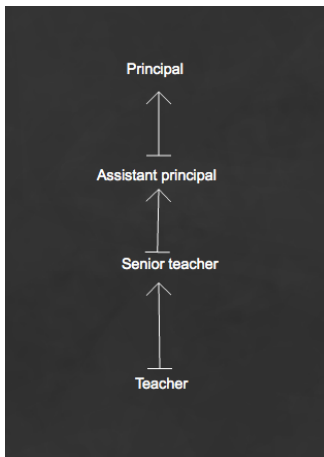 Principal
Assistant principal
Senior teacher
Teacher